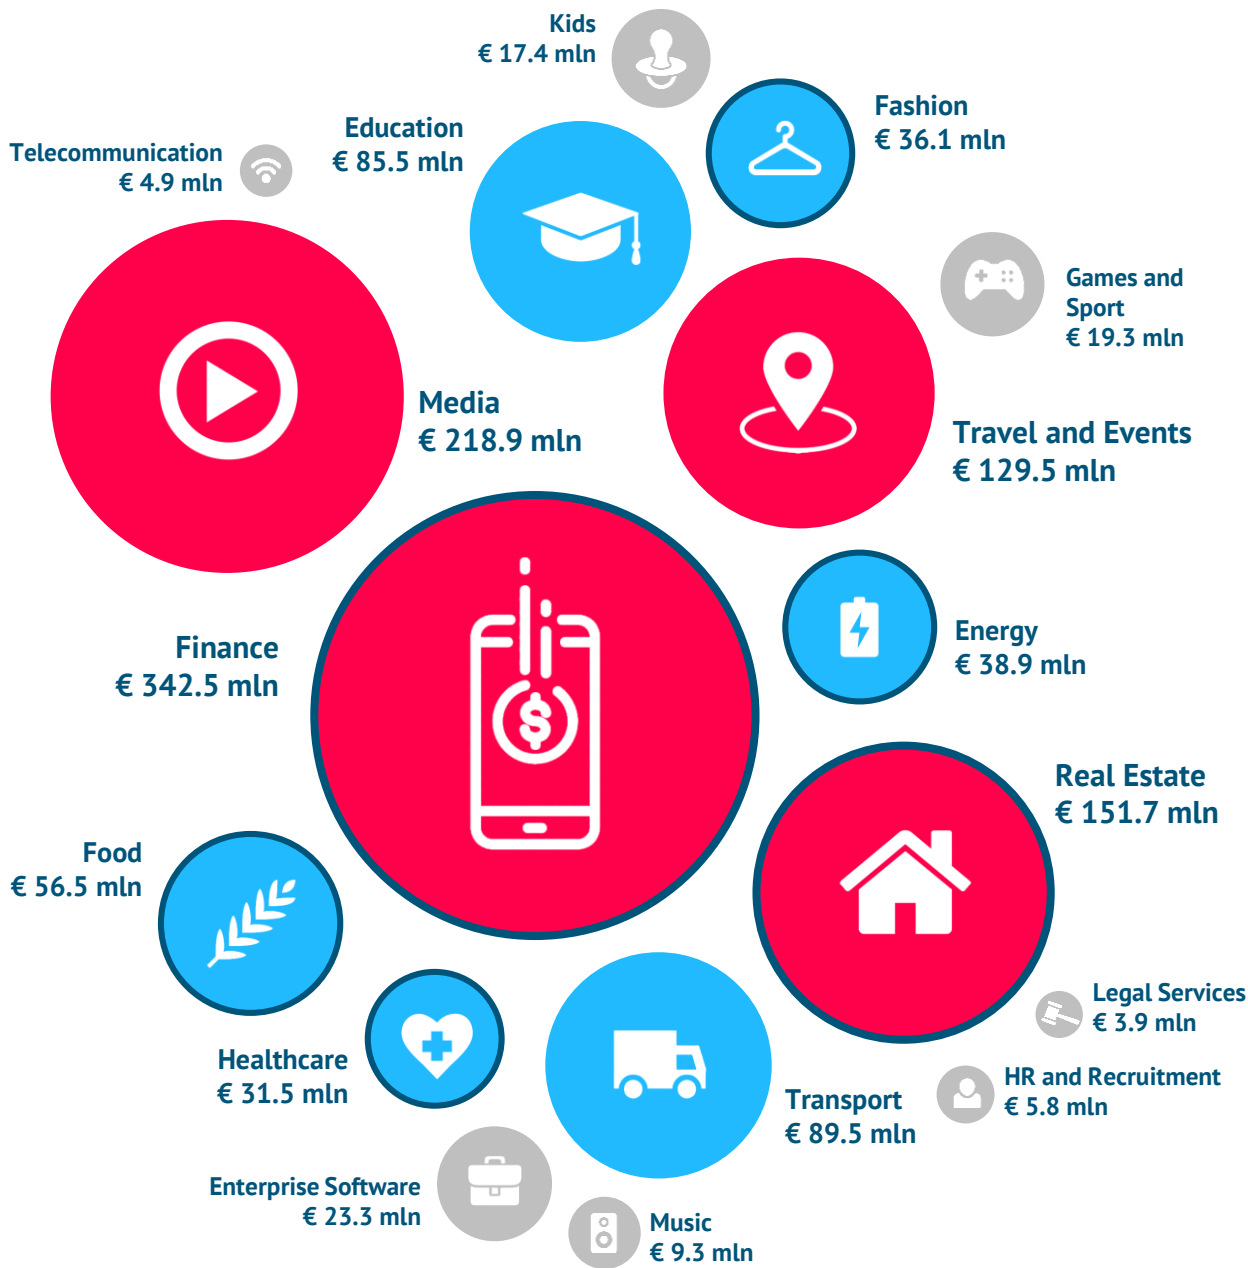 Kids
€ 17.4 mln
Fashion
€ 36.1 mln
Education
€ 85.5 mln
Telecommunication
€ 4.9 mln
Games and
Sport
€ 19.3 mln
Media
€ 218.9 mln
Travel and Events
€ 129.5 mln
Finance
€ 342.5 mln
$
Energy
€ 38.9 mln
Real Estate
€ 151.7 mln
Food
€ 56.5 mln
Legal Services
€ 3.9 mln
Healthcare
€ 31.5 mln
HR and Recruitment
€ 5.8 mln
Transport
€ 89.5 mln
Enterprise Software
€ 23.3 mln
Music
€ 9.3 mln